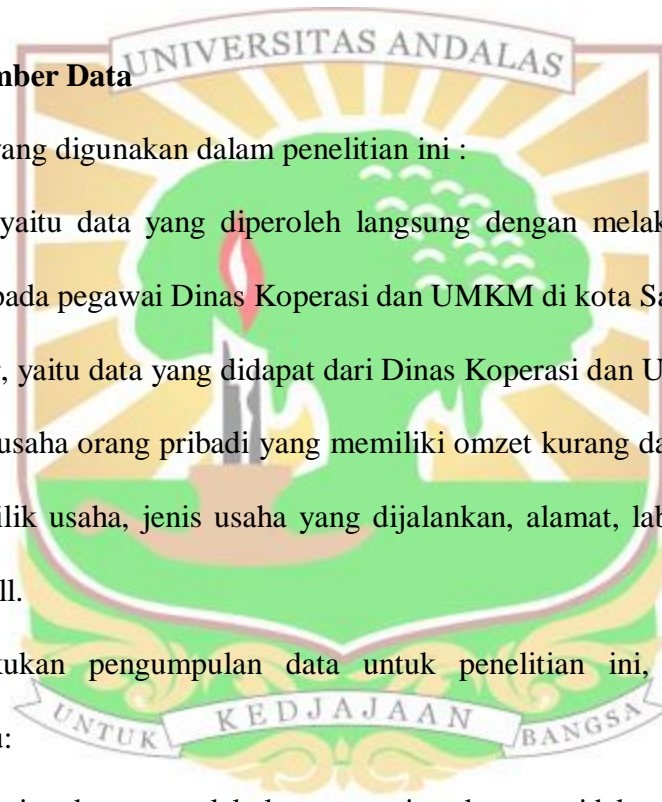 UNIVERSITAS ANDALAS
mber Data
ang digunakan dalam penelitian ini :
yaitu data yang diperoleh langsung dengan melak
pada pegawai Dinas Koperasi dan UMKM di kota Sa
, yaitu data yang didapat dari Dinas Koperasi dan U
usaha orang pribadi yang memiliki omzet kurang da
ilik usaha, jenis usaha yang dijalankan, alamat, lab
ll.
kukan pengumpulan data untuk penelitian ini,
UNTUK KEDJAJAAN BANGSA
u: